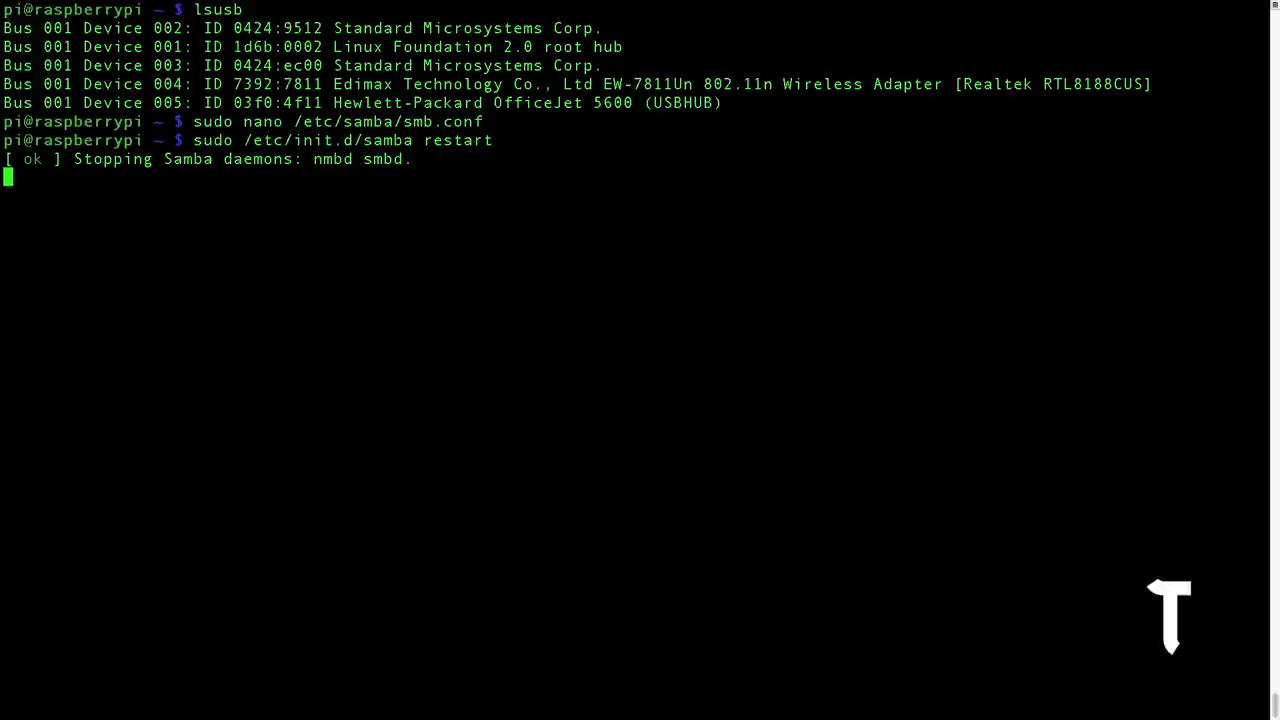 pi@raspberrypi ~ $ lsusb
Bus 001 Device 002: ID 0424:9512 Standard Microsystems Corp.
Bus 001 Device 001: ID 1d6b:0002 Linux Foundation 2.0 root hub
Bus 001 Device 003: ID 0424:ec00 Standard Microsystems Corp.
Bus 001 Device 004: ID 7392:7811 Edimax Technology Co., Ltd EW-7811Un 802.11n Wireless Adapter [Realtek RTL8188CUS]
Bus 001 Device 005: ID 03f0:4f11 Hewlett-Packard OfficeJet 5600 (USBHUB)
pi@raspberrypi ~ $ sudo nano /etc/samba/smb.conf
pi@raspberrypi ~ $ sudo /etc/init.d/samba restart
[ ok ] Stopping Samba daemons: nmbd smbd.